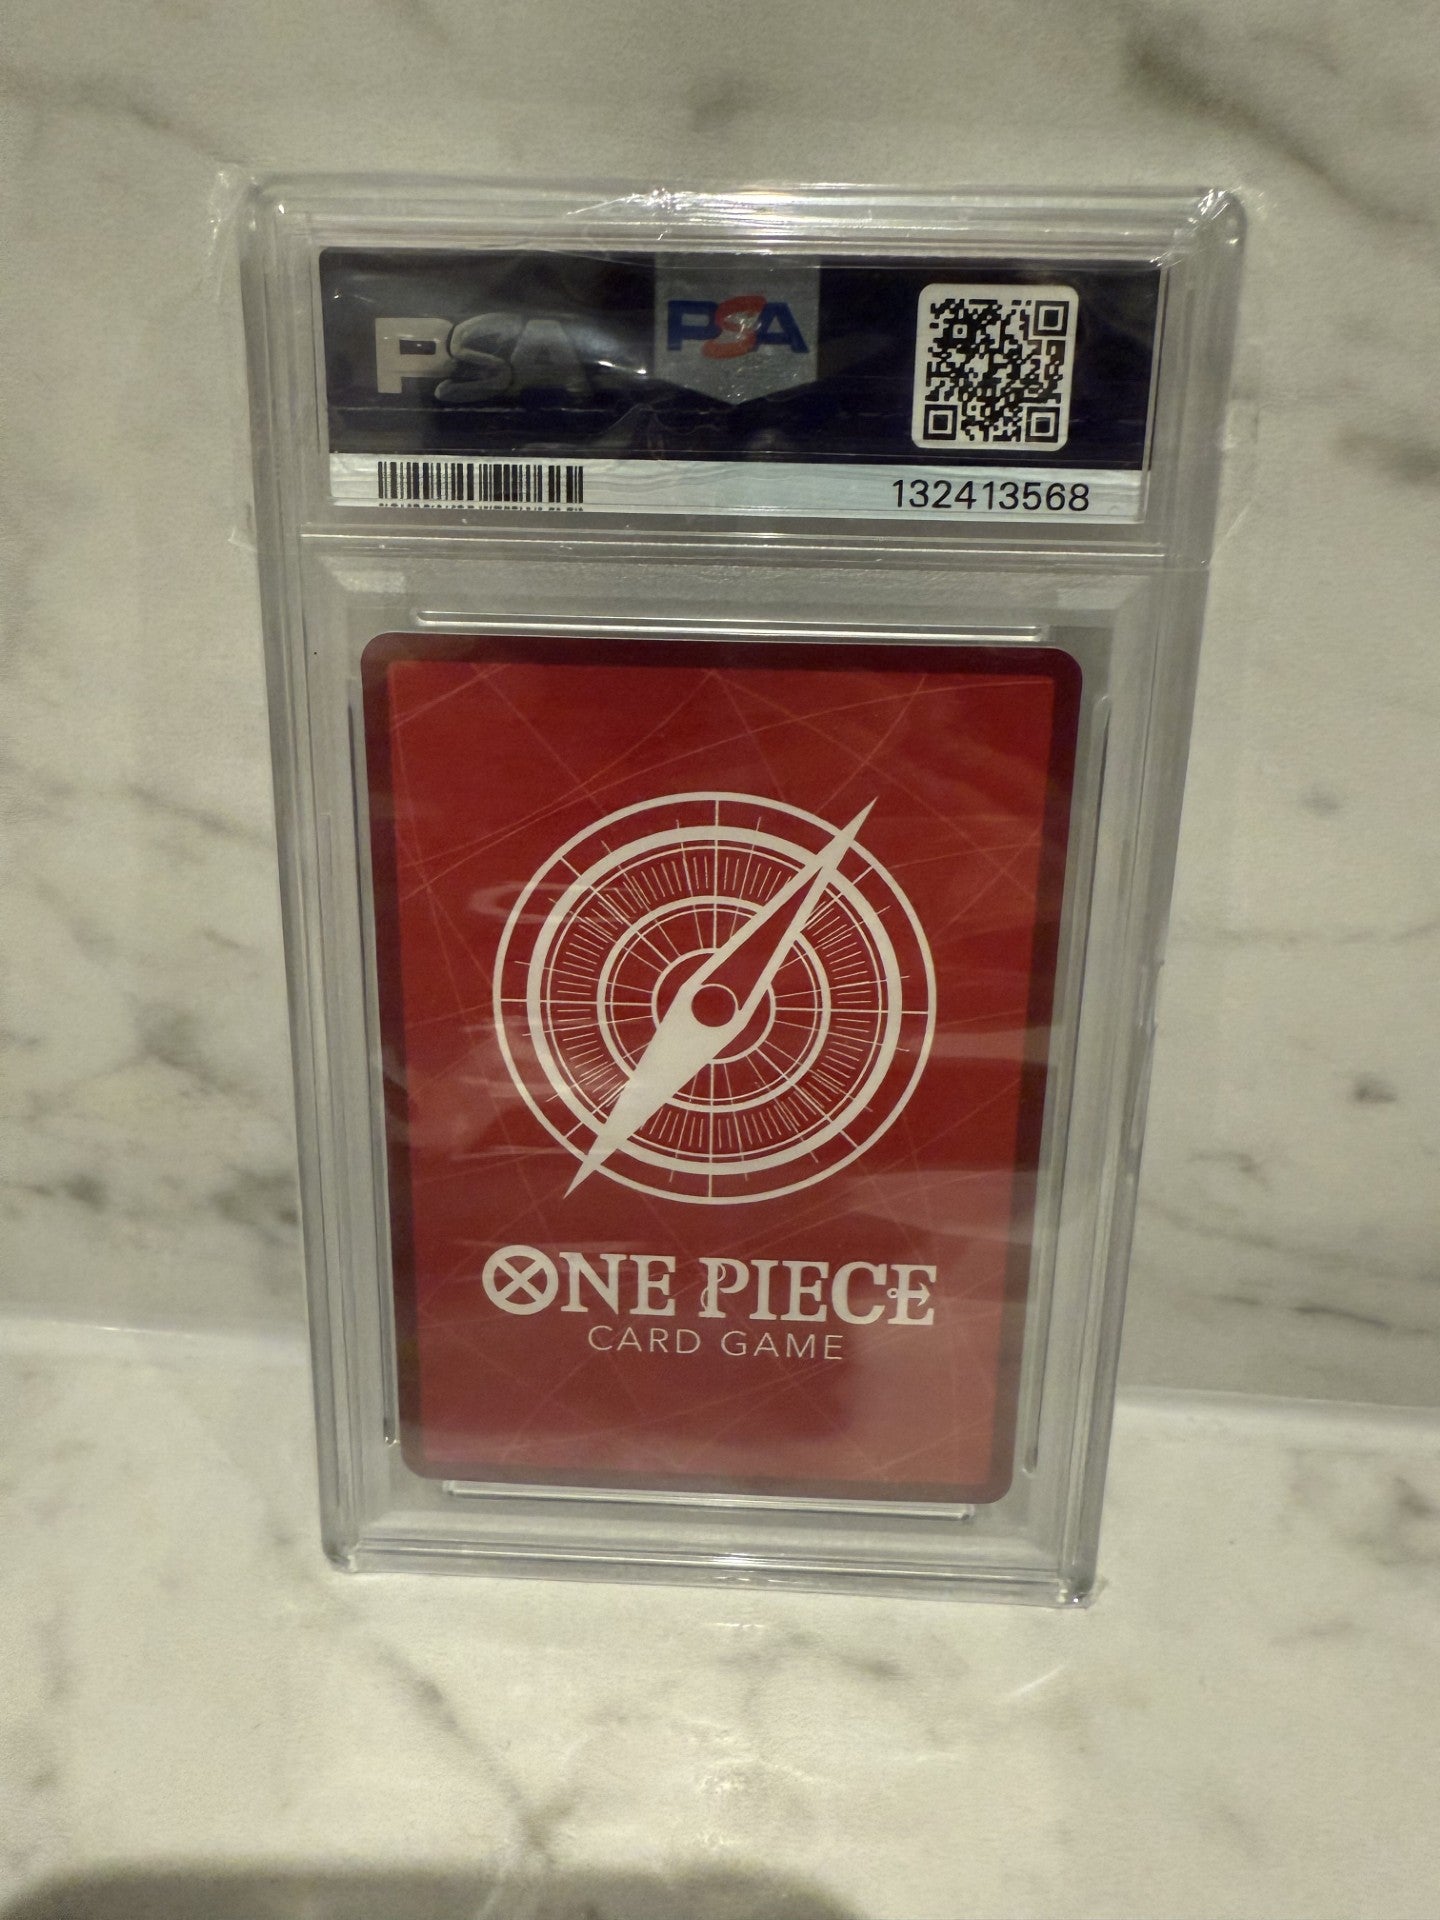 PSA
PSA
132413568
ONE PIECE
CARD GAME